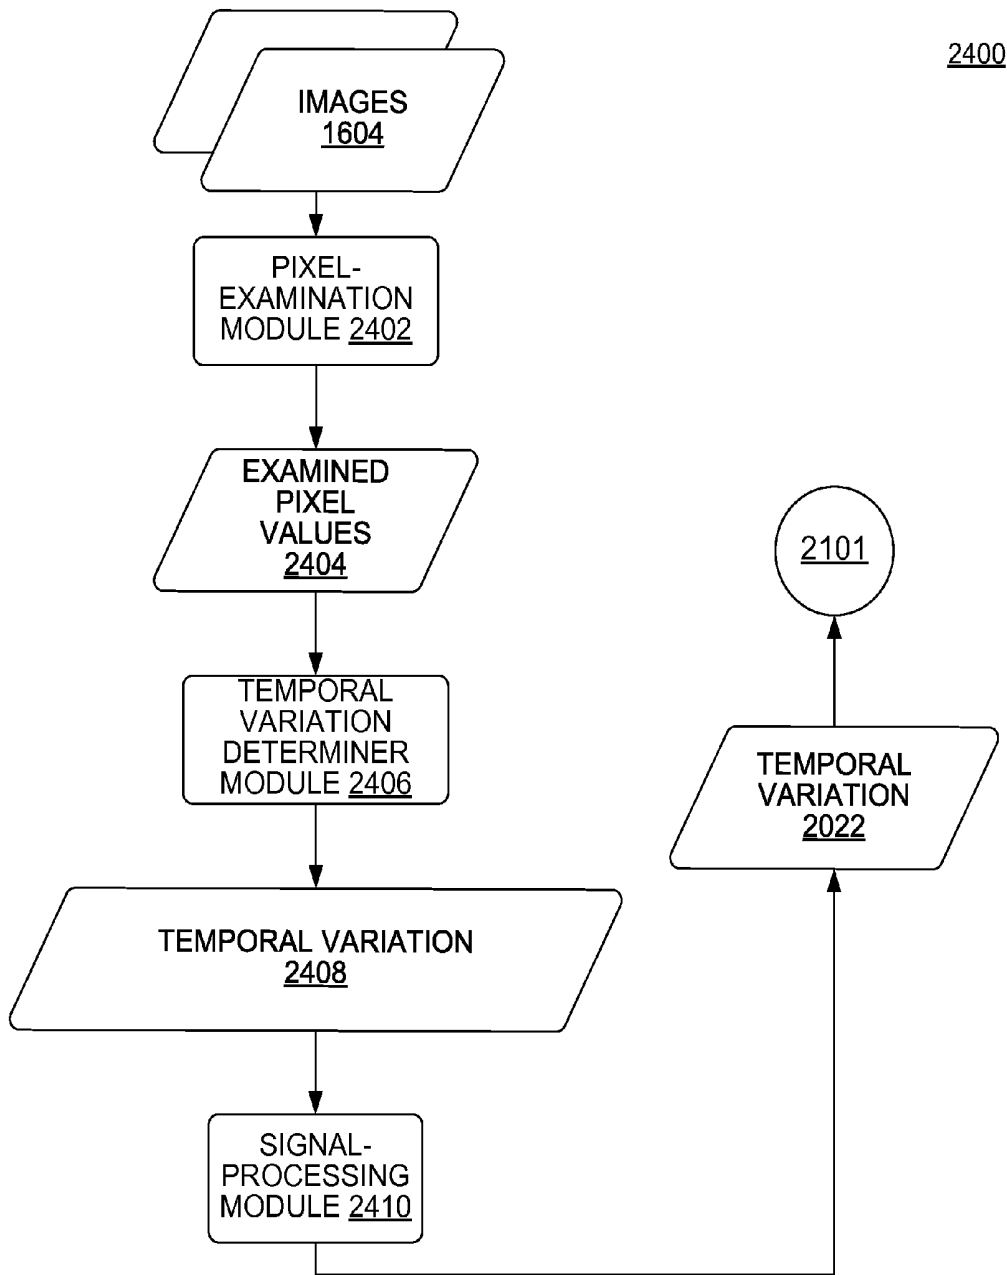 2400
IMAGES
1604
PIXEL-
EXAMINATION
MODULE 2402
EXAMINED
PIXEL
VALUES
2404
TEMPORAL
VARIATION
DETERMINER
MODULE 2406
TEMPORAL VARIATION
2408
SIGNAL-
PROCESSING
MODULE 2410
TEMPORAL
VARIATION
2022
2101